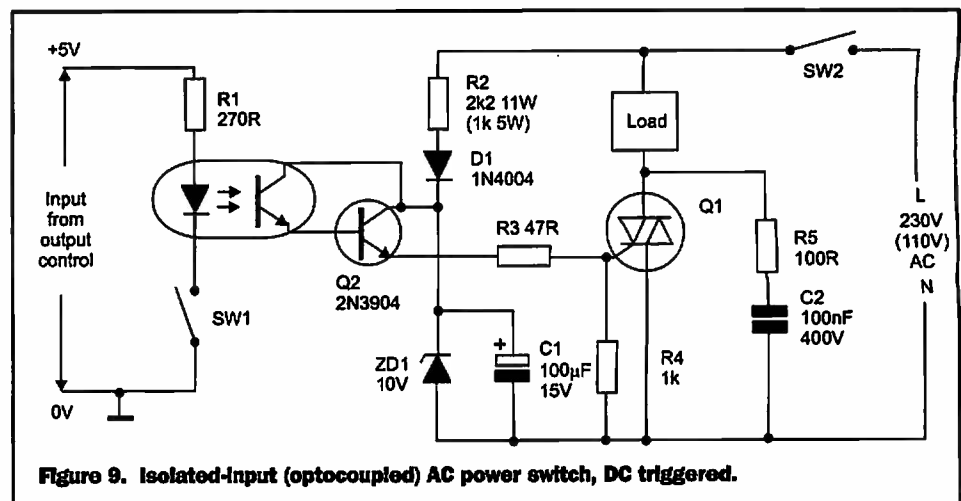 +5V
R1
270R
Input
from
output
control
SW1
0V
R2
2k2 11W
(1k 5W)
D1
1N4004
Q2
2N3904
R3 47R
ZD1
10V
+
C1
100µF
15V
Load
Q1
R4
1k
R5
100R
C2
100nF
400V
SW2
L
230V
(110V)
AC
N
Figure 9. Isolated-input (optocoupled) AC power switch, DC triggered.